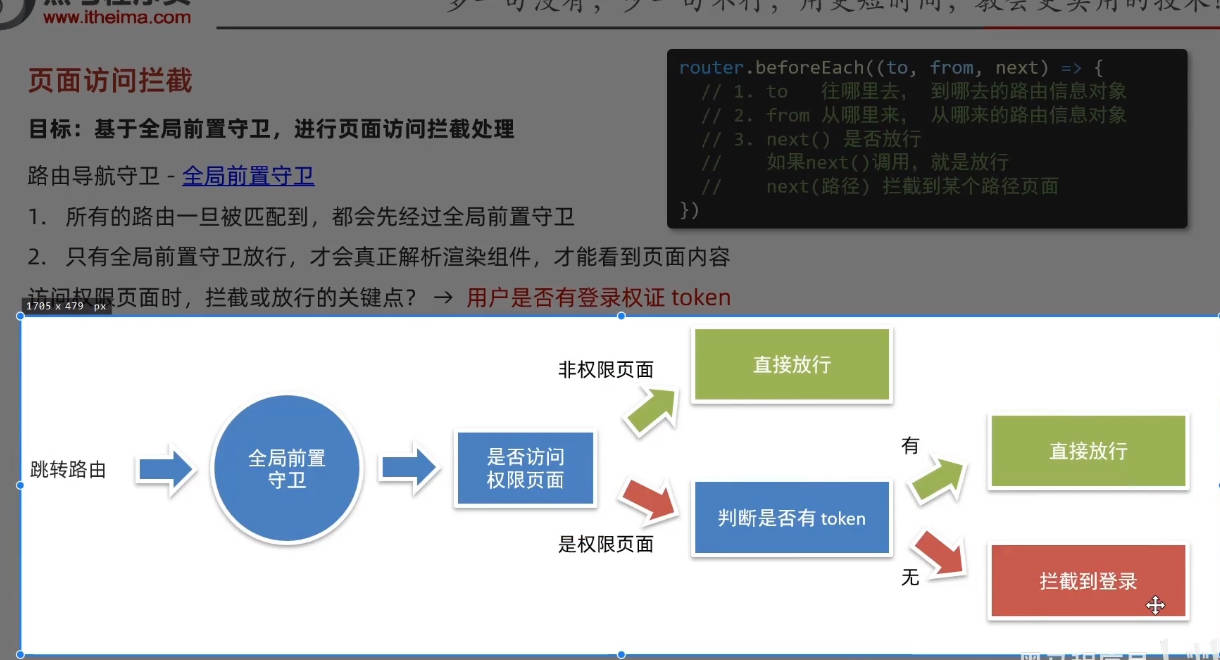 www.itheima.com
页面访问拦截
目标：基于全局前置守卫，进行页面访问拦截处理
路由导航守卫 - 全局前置守卫
1. 所有的路由一旦被匹配到，都会先经过全局前置守卫
2. 只有全局前置守卫放行，才会真正解析渲染组件，才能看到页面内容
访问权限页面时，拦截或放行的关键点？ → 用户是否有登录权证 token
router.beforeEach((to, from, next) => {
// 1. to 往哪里去， 到哪去的路由信息对象
// 2. from 从哪里来， 从哪来的路由信息对象
// 3. next() 是否放行
// 如果next()调用，就是放行
// next(路径) 拦截到某个路径页面
})
1705 x 479 px
跳转路由
全局前置
守卫
是否访问
权限页面
非权限页面
直接放行
是权限页面
判断是否有 token
有
直接放行
无
拦截到登录